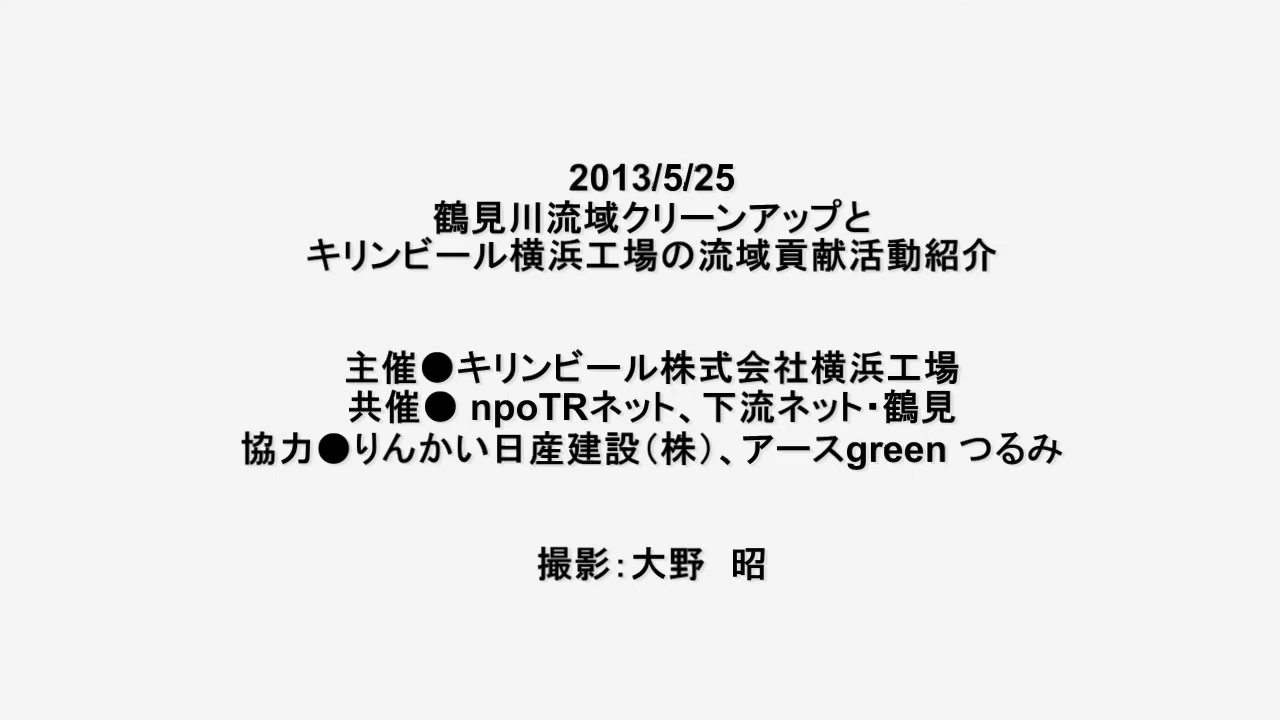 2013/5/25
鶴見川流域クリーンアップと
キリンビール横浜工場の流域貢献活動紹介
主催●キリンビール株式会社横浜工場
共催● npoTRネット、下流ネット・鶴見
協力●りんかい日産建設（株）、アースgreen つるみ
撮影：大野　昭